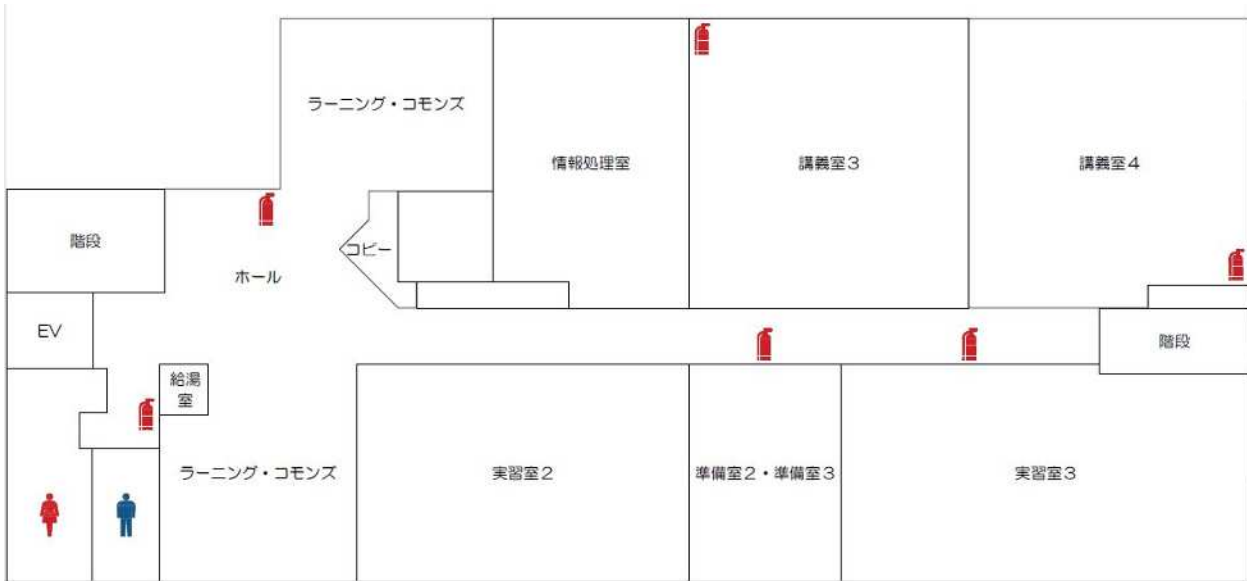 ラーニング・コモンズ
情報処理室
講義室3
講義室4
階段
コピー
ホール
EV
階段
給湯
室
ラーニング・コモンズ
実習室2
準備室2・準備室3
実習室3